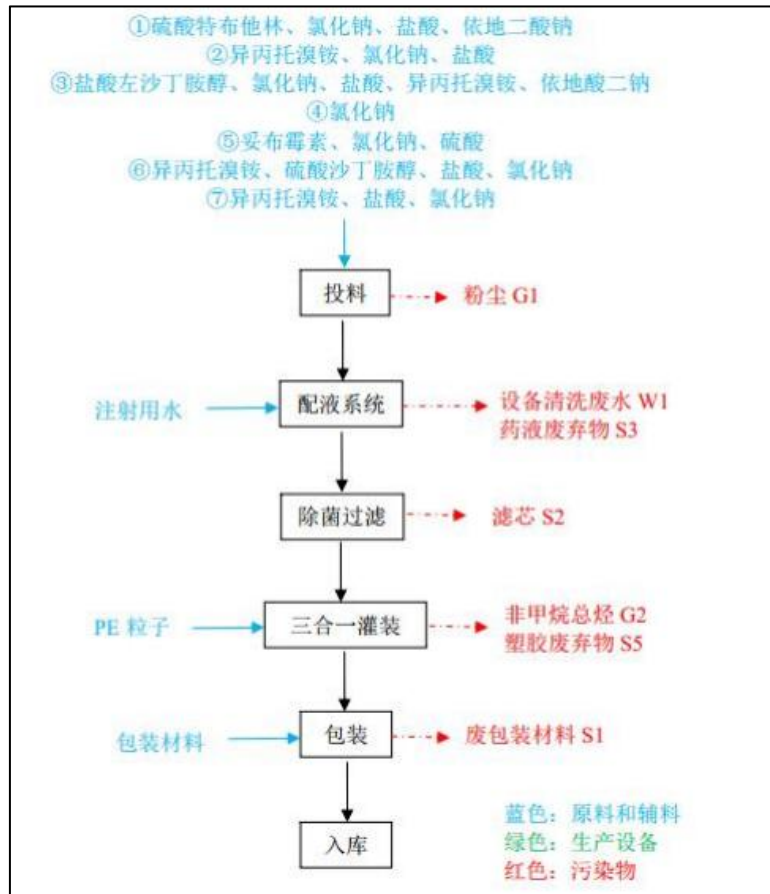 ①硫酸特布他林、氯化钠、盐酸、依地二酸钠
②异丙托溴铵、氯化钠、盐酸
③盐酸左沙丁胺醇、氯化钠、盐酸、异丙托溴铵、依地酸二钠
④氯化钠
⑤妥布霉素、氯化钠、硫酸
⑥异丙托溴铵、硫酸沙丁胺醇、盐酸、氯化钠
⑦异丙托溴铵、盐酸、氯化钠
投料
粉尘 G1
注射用水
配液系统
设备清洗废水 W1
药液废弃物 S3
除菌过滤
滤芯 S2
PE 粒子
三合一灌装
非甲烷总烃 G2
塑胶废弃物 S5
包装材料
包装
废包装材料 S1
入库
蓝色：原料和辅料
绿色：生产设备
红色：污染物